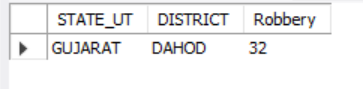 STATE_UT DISTRICT Robbery
GUJARAT DAHOD 32